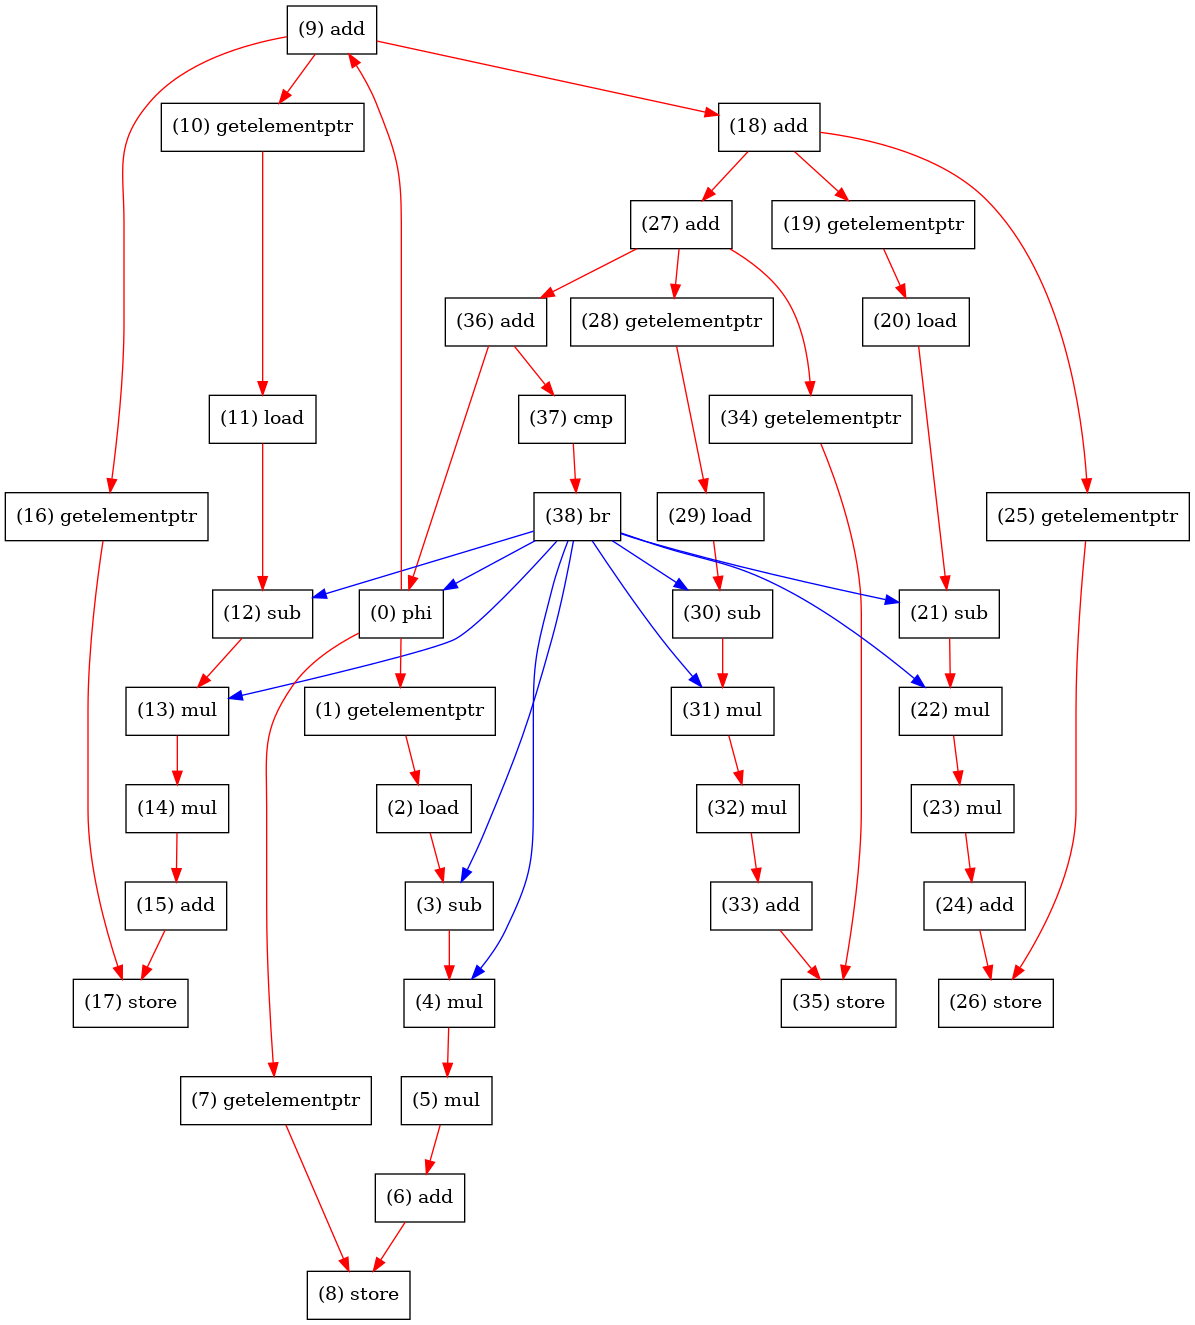 (9) add
(10) getelementptr
(18) add
(27) add
(19) getelementptr
(36) add
(28) getelementptr
(20) load
(11) load
(37) cmp
(34) getelementptr
(16) getelementptr
(38) br
(29) load
(25) getelementptr
(12) sub
(0) phi
(30) sub
(21) sub
(13) mul
(1) getelementptr
(31) mul
(22) mul
(14) mul
(2) load
(32) mul
(23) mul
(15) add
(3) sub
(33) add
(24) add
(17) store
(4) mul
(35) store
(26) store
(7) getelementptr
(5) mul
(6) add
(8) store